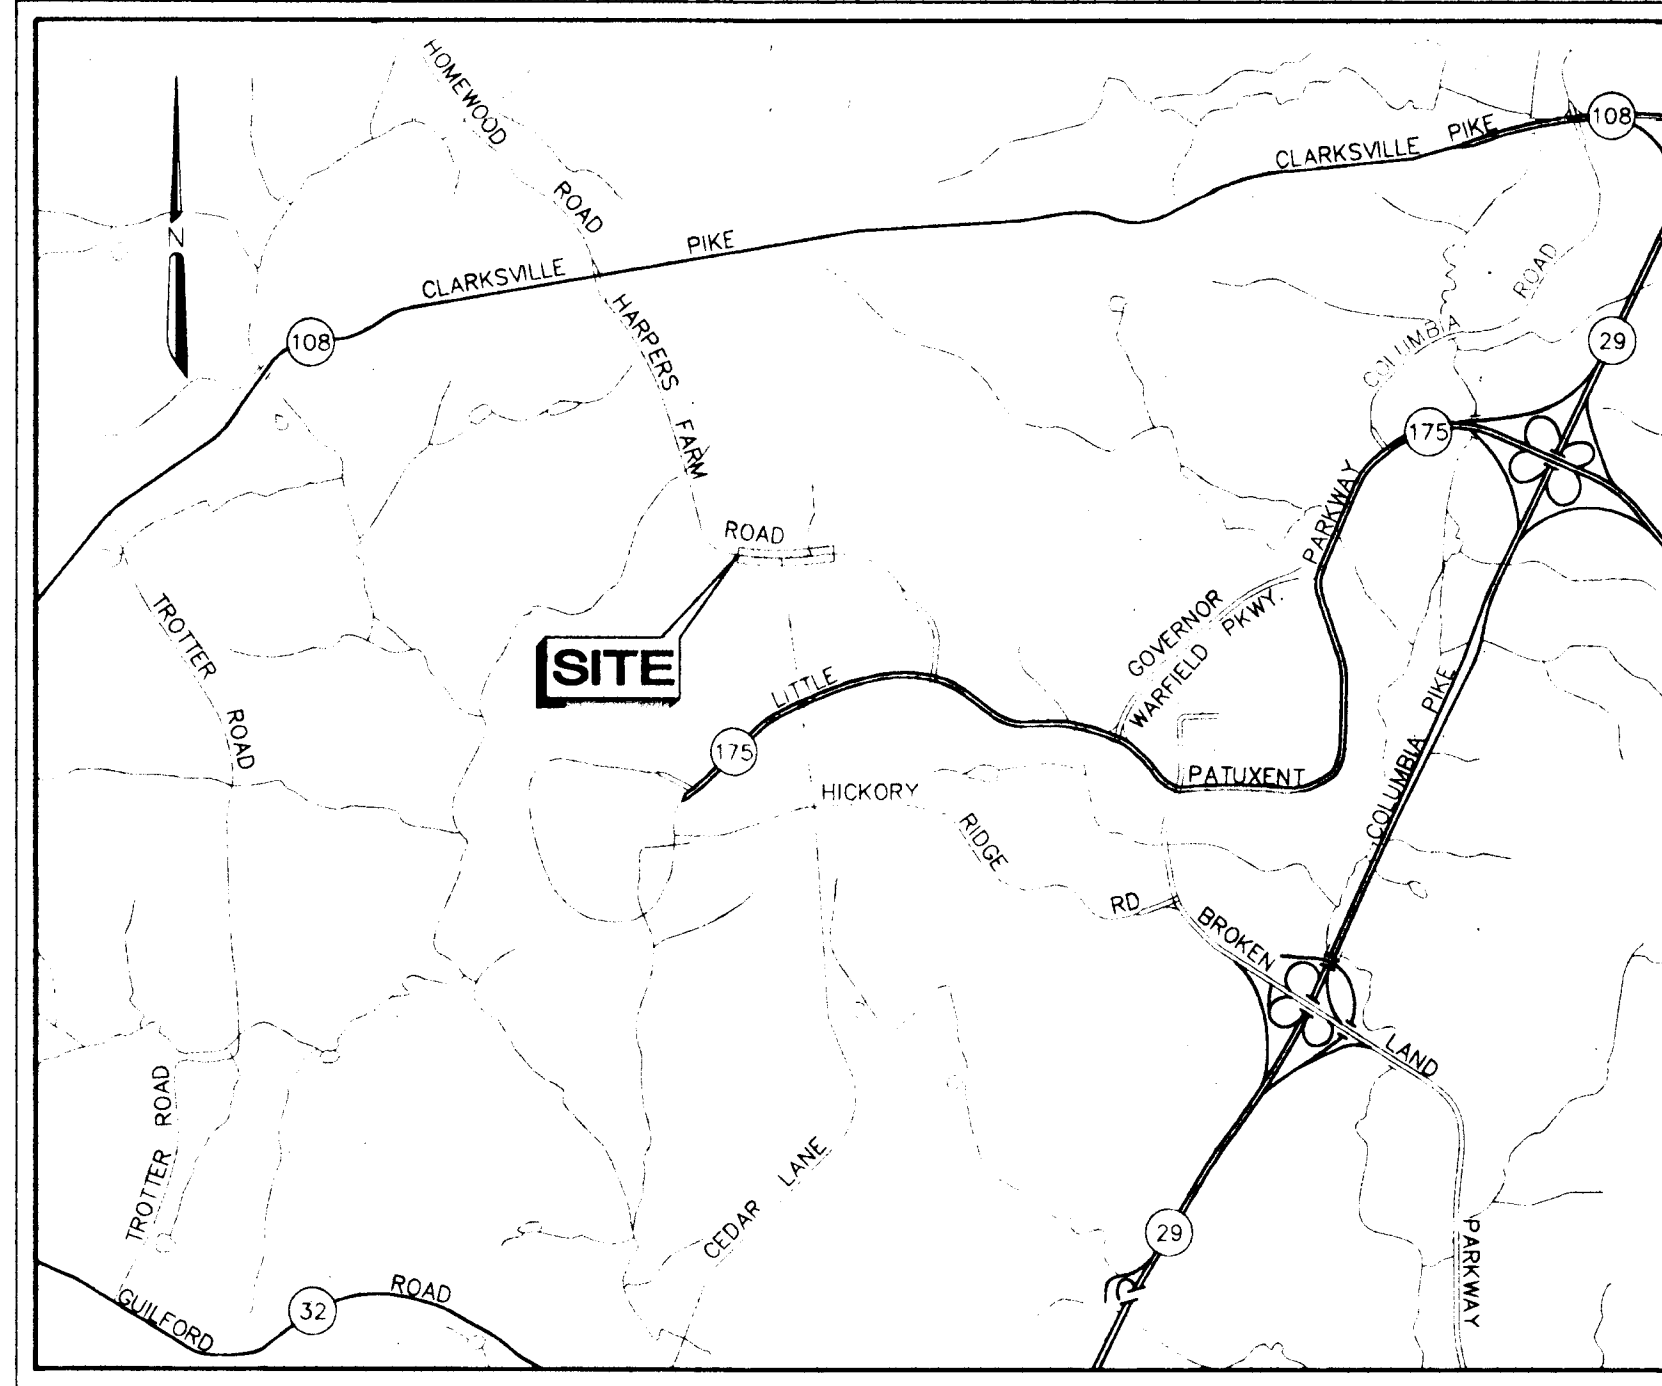 HOMEWOOD
ROAD
N
CLARKSVILLE PIKE
CLARKSVILLE PIKE
108
108
HARPERS
FARM
ROAD
COLUMBIA
ROAD
29
175
PARKWAY
GOVERNOR
WARFIELD PKWY.
TROTTER
ROAD
SITE
LITTLE
175
PATUXENT
COLUMBIA PIKE
HICKORY
RIDGE
RD
BROKEN
LAND
PARKWAY
TROTTER ROAD
CEDAR LANE
29
GUILFORD
32
ROAD